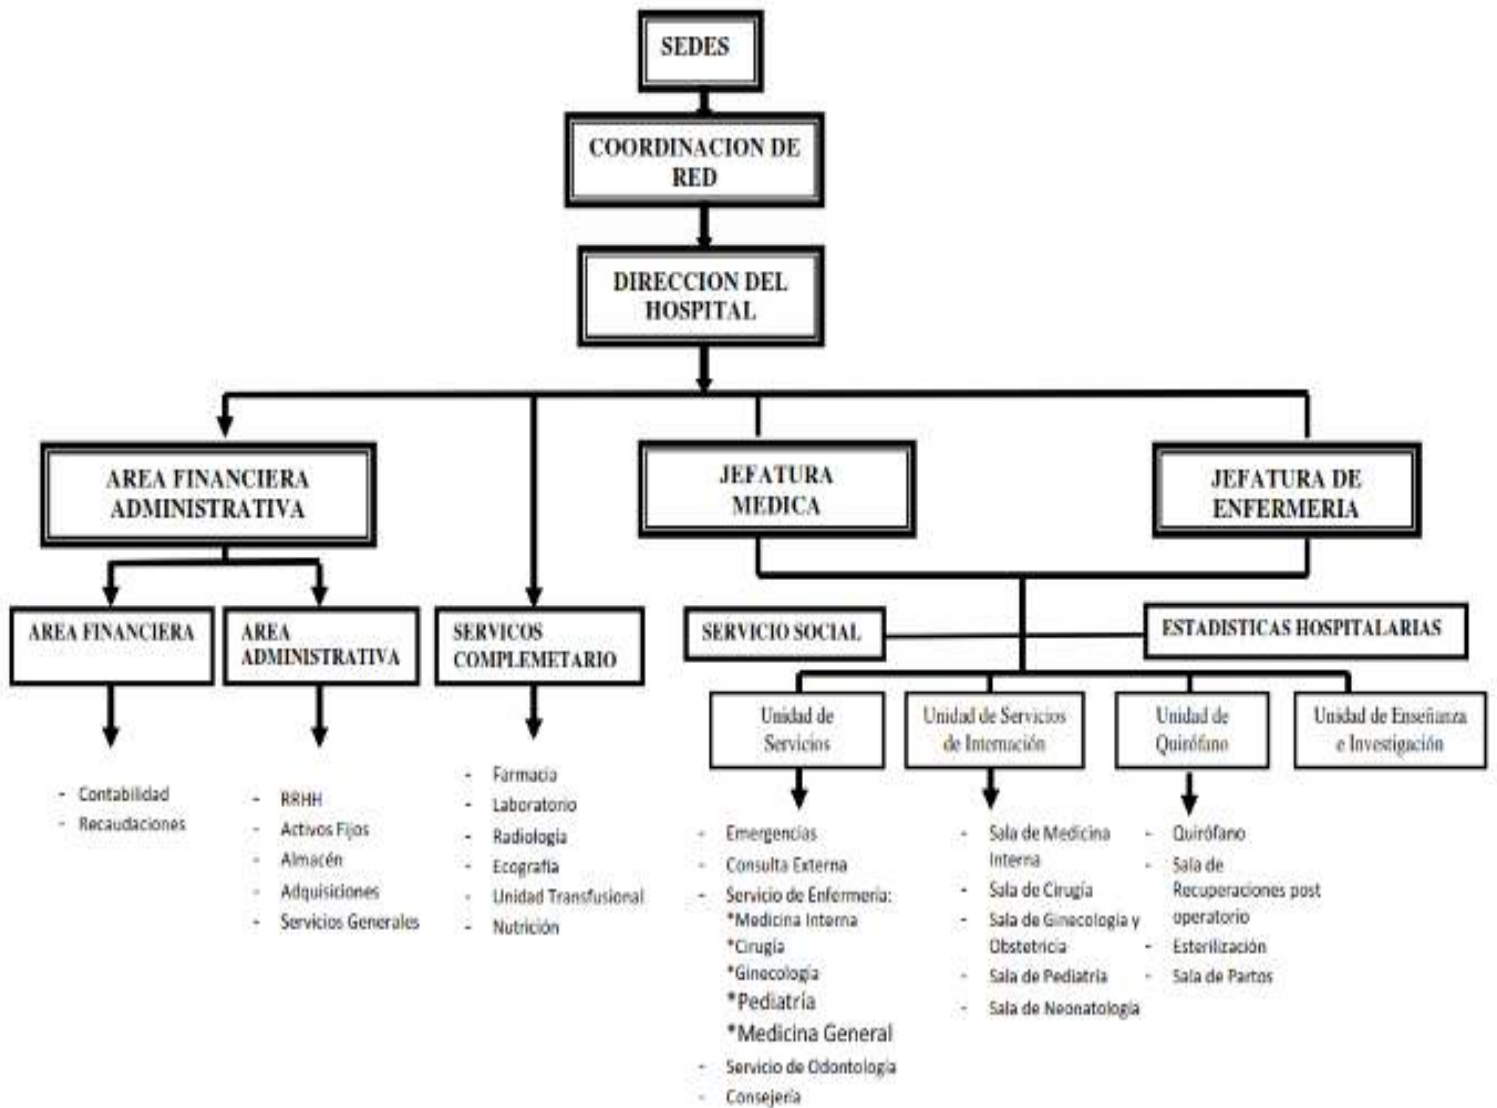 SEDES
COORDINACION DE
RED
DIRECCION DEL
HOSPITAL
AREA FINANCIERA
ADMINISTRATIVA
JEFATURA
MEDICA
JEFATURA DE
ENFERMERIA
AREA FINANCIERA
AREA
ADMINISTRATIVA
SERVICOS
COMPLEMETARIO
SERVICIO SOCIAL
ESTADISTICAS HOSPITALARIAS
Unidad de
Servicios
Unidad de Servicios
de Internación
Unidad de
Quirófano
Unidad de Enseñanza
e Investigación
- Contabilidad
- Recaudaciones
- RRHH
- Activos Fijos
- Almacén
- Adquisiciones
- Servicios Generales
- Farmacia
- Laboratorio
- Radiología
- Ecografía
- Unidad Transfusional
- Nutrición
- Emergencias
- Consulta Externa
- Servicio de Enfermería:
*Medicina Interna
*Cirugía
*Ginecología
*Pediatría
*Medicina General
- Servicio de Odontología
- Consejería
- Sala de Medicina
Interna
- Sala de Cirugía
- Sala de Ginecología y
Obstetricia
- Sala de Pediatría
- Sala de Neonatología
- Quirófano
- Sala de
Recuperaciones post
operatorio
- Esterilización
- Sala de Partos